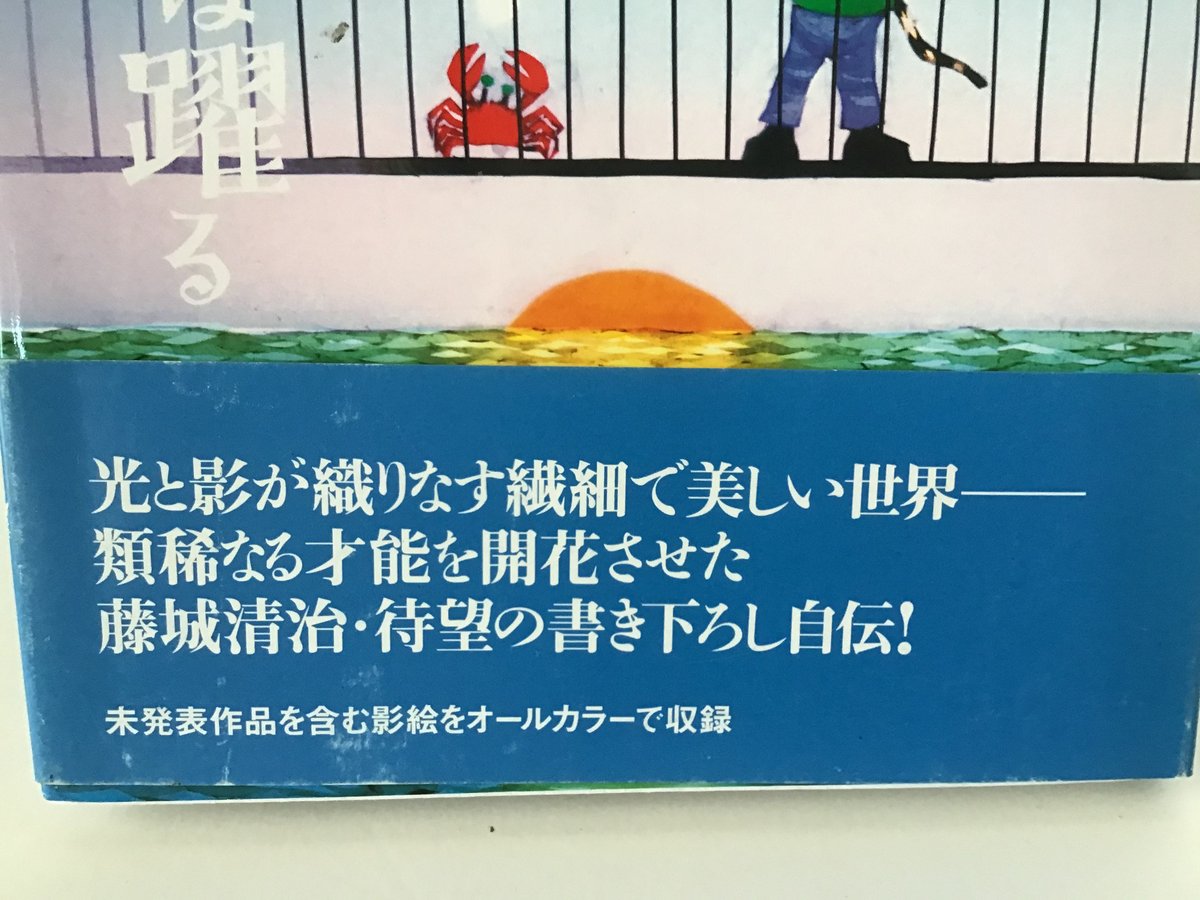 は躍る
光と影が織りなす繊細で美しい世界――
類稀なる才能を開花させた
藤城清治・待望の書き下ろし自伝!
未発表作品を含む影絵をオールカラーで収録